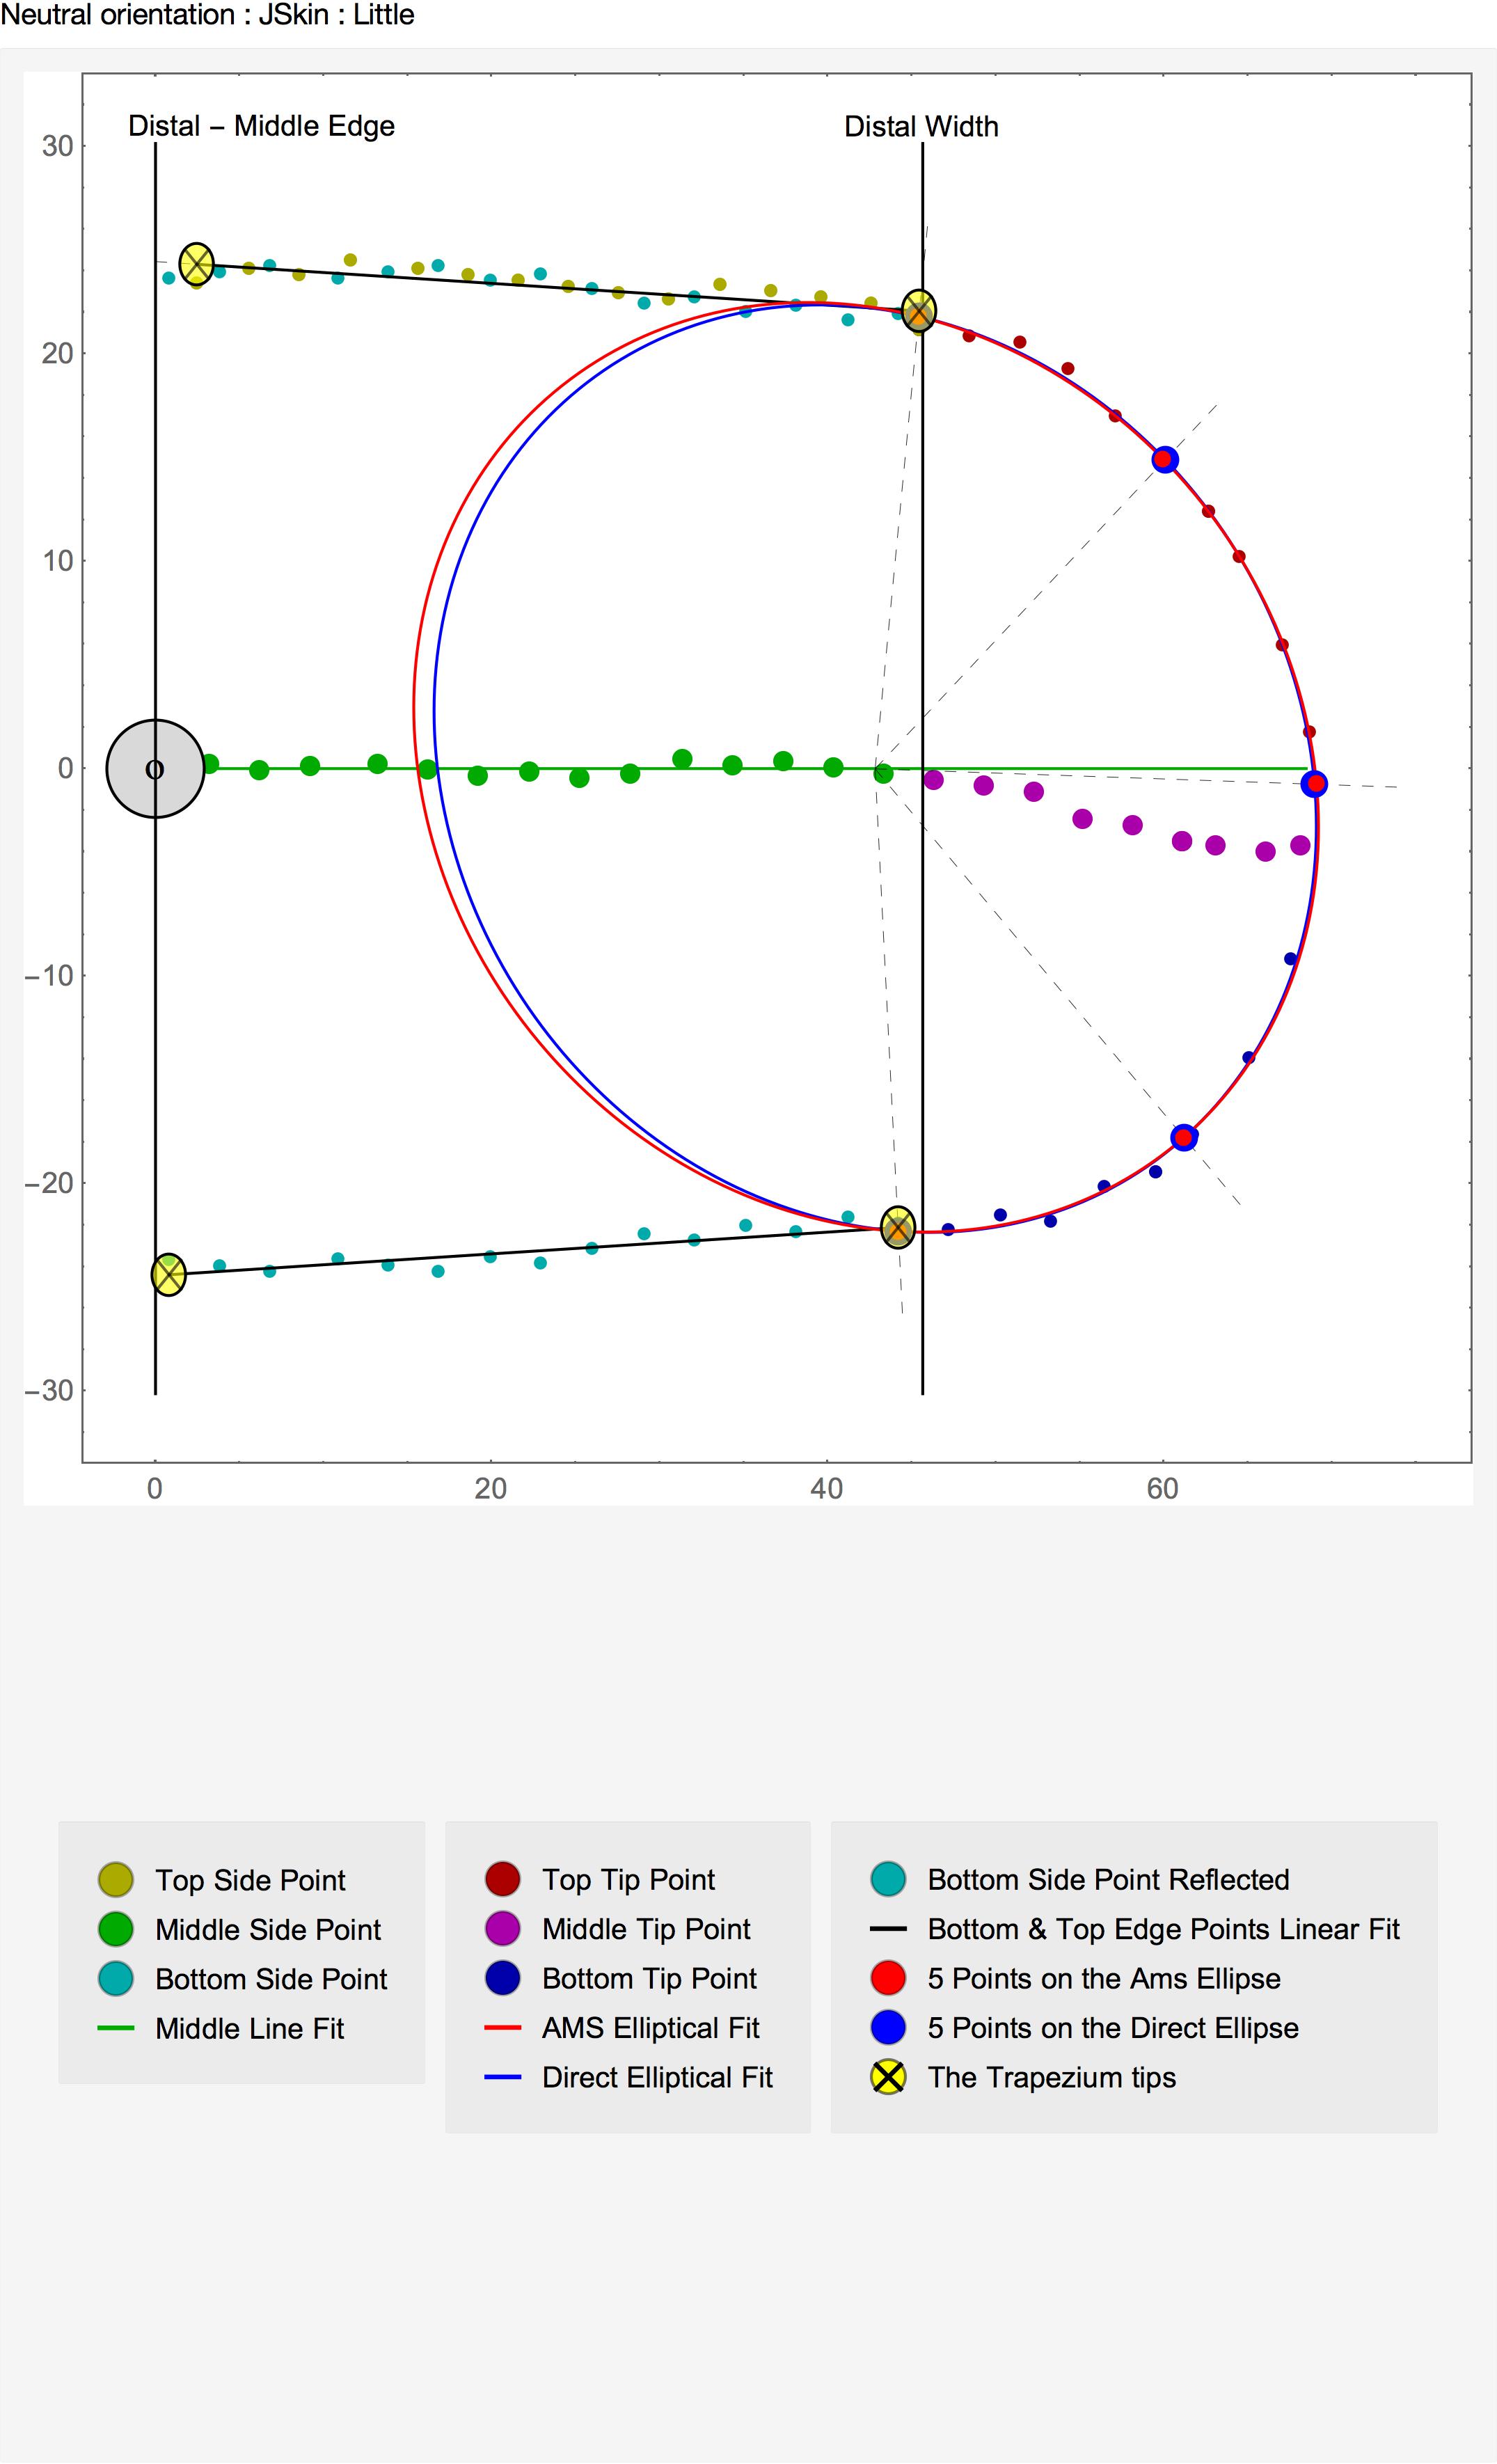 Neutral orientation : JSkin : Little
Distal – Middle Edge
Distal Width
30
20
10
0
−10
−20
−30
o
0
20
40
60
Top Side Point
Middle Side Point
Bottom Side Point
Middle Line Fit
Top Tip Point
Middle Tip Point
Bottom Tip Point
AMS Elliptical Fit
Direct Elliptical Fit
Bottom Side Point Reflected
Bottom & Top Edge Points Linear Fit
5 Points on the Ams Ellipse
5 Points on the Direct Ellipse
The Trapezium tips